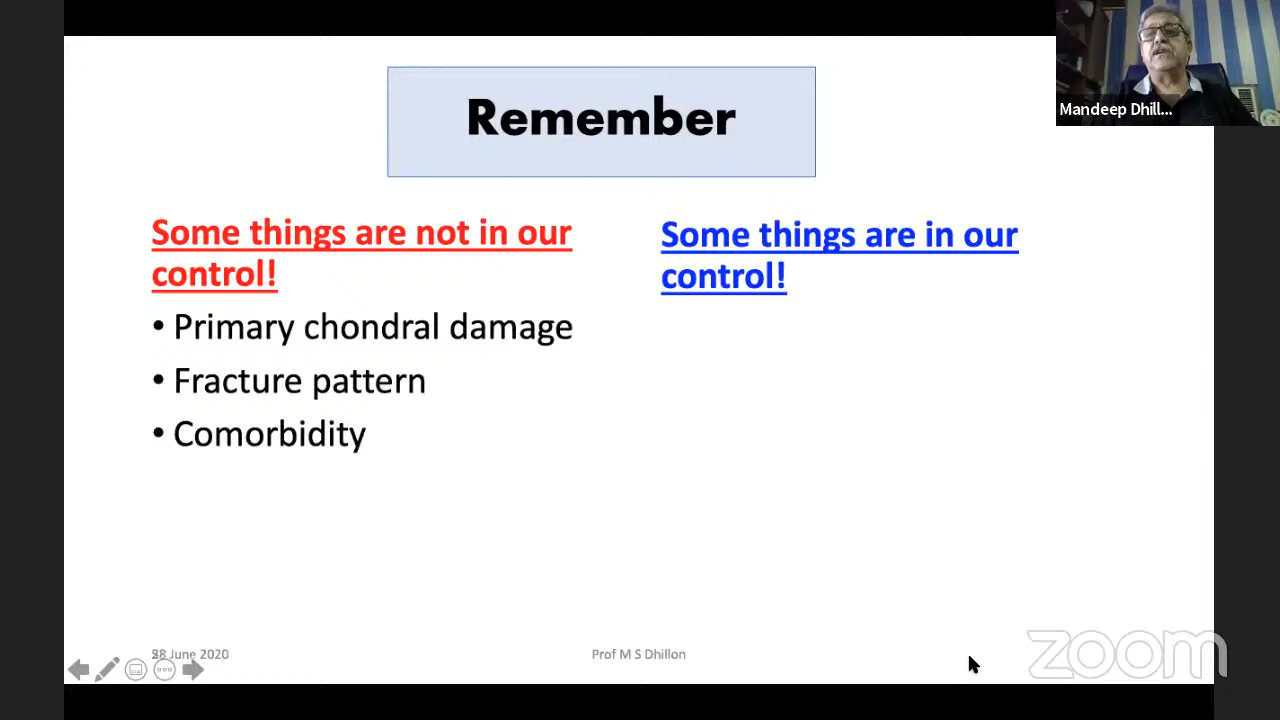 Remember
Mandeep Dhill...
Some things are not in our
control!
• Primary chondral damage
• Fracture pattern
• Comorbidity
Some things are in our
control!
28 June 2020
Prof M S Dhillon
zoom